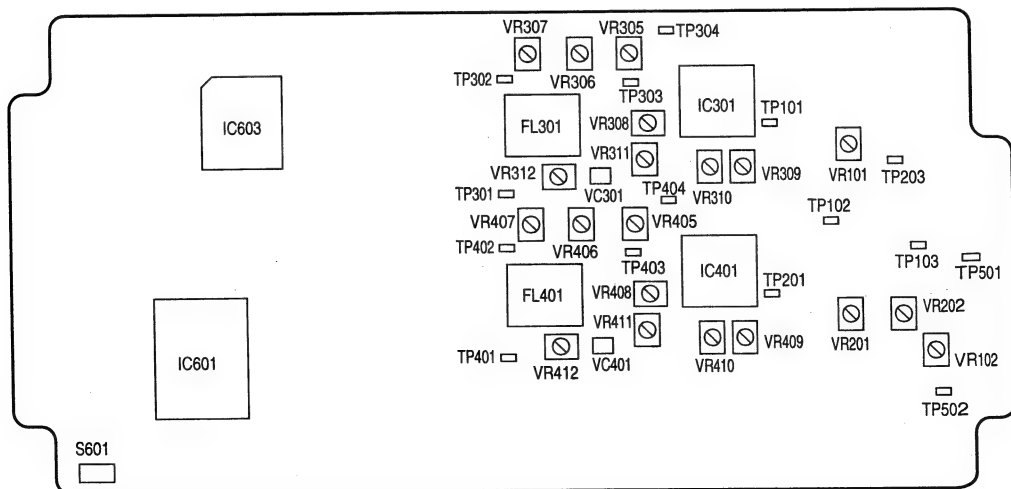 VR307
VR305
TP304
TP302
VR306
TP303
IC301
TP101
IC603
FL301
VR308
VR311
VR101
VR312
VR309
TP203
TP301
VC301
TP404
VR310
VR407
VR405
TP102
TP402
VR406
TP403
IC401
TP103
TP501
FL401
VR408
TP201
VR411
VR202
IC601
TP401
VR412
VC401
VR410
VR409
VR201
VR102
TP502
S601